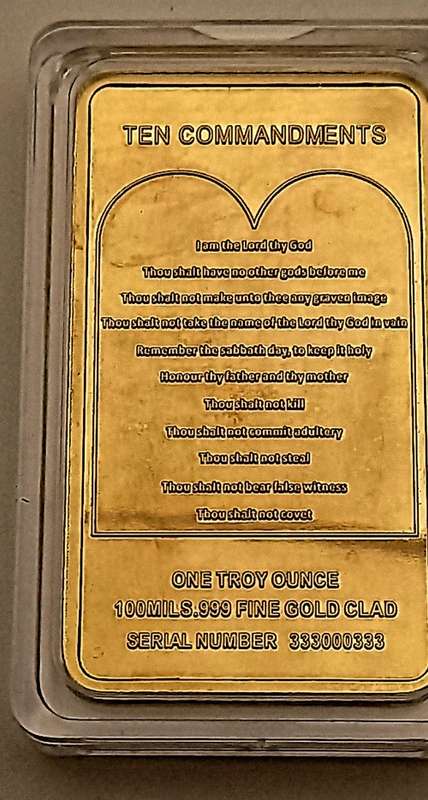 TEN COMMANDMENTS
I am the Lord thy God
Thou shalt have no other gods before me
Thou shalt not make unto thee any graven image
Thou shalt not take the name of the Lord thy God in vain
Remember the sabbath day, to keep it holy
Honour thy father and thy mother
Thou shalt not kill
Thou shalt not commit adultery
Thou shalt not steal
Thou shalt not bear false witness
Thou shalt not covet
ONE TROY OUNCE
100MILS.999 FINE GOLD CLAD
SERIAL NUMBER 333000333